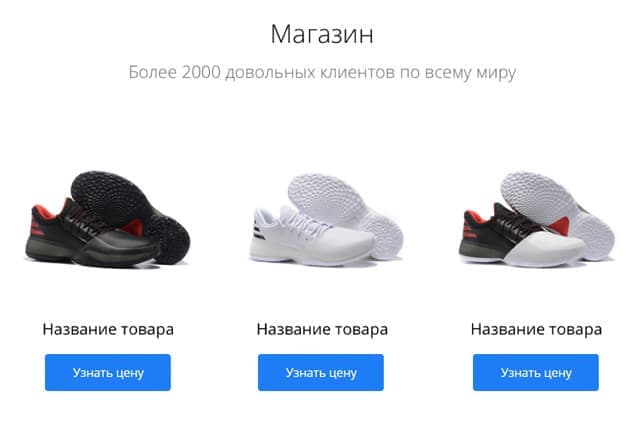 Магазин
Более 2000 довольных клиентов по всему миру
Название товара
Название товара
Название товара
Узнать цену
Узнать цену
Узнать цену